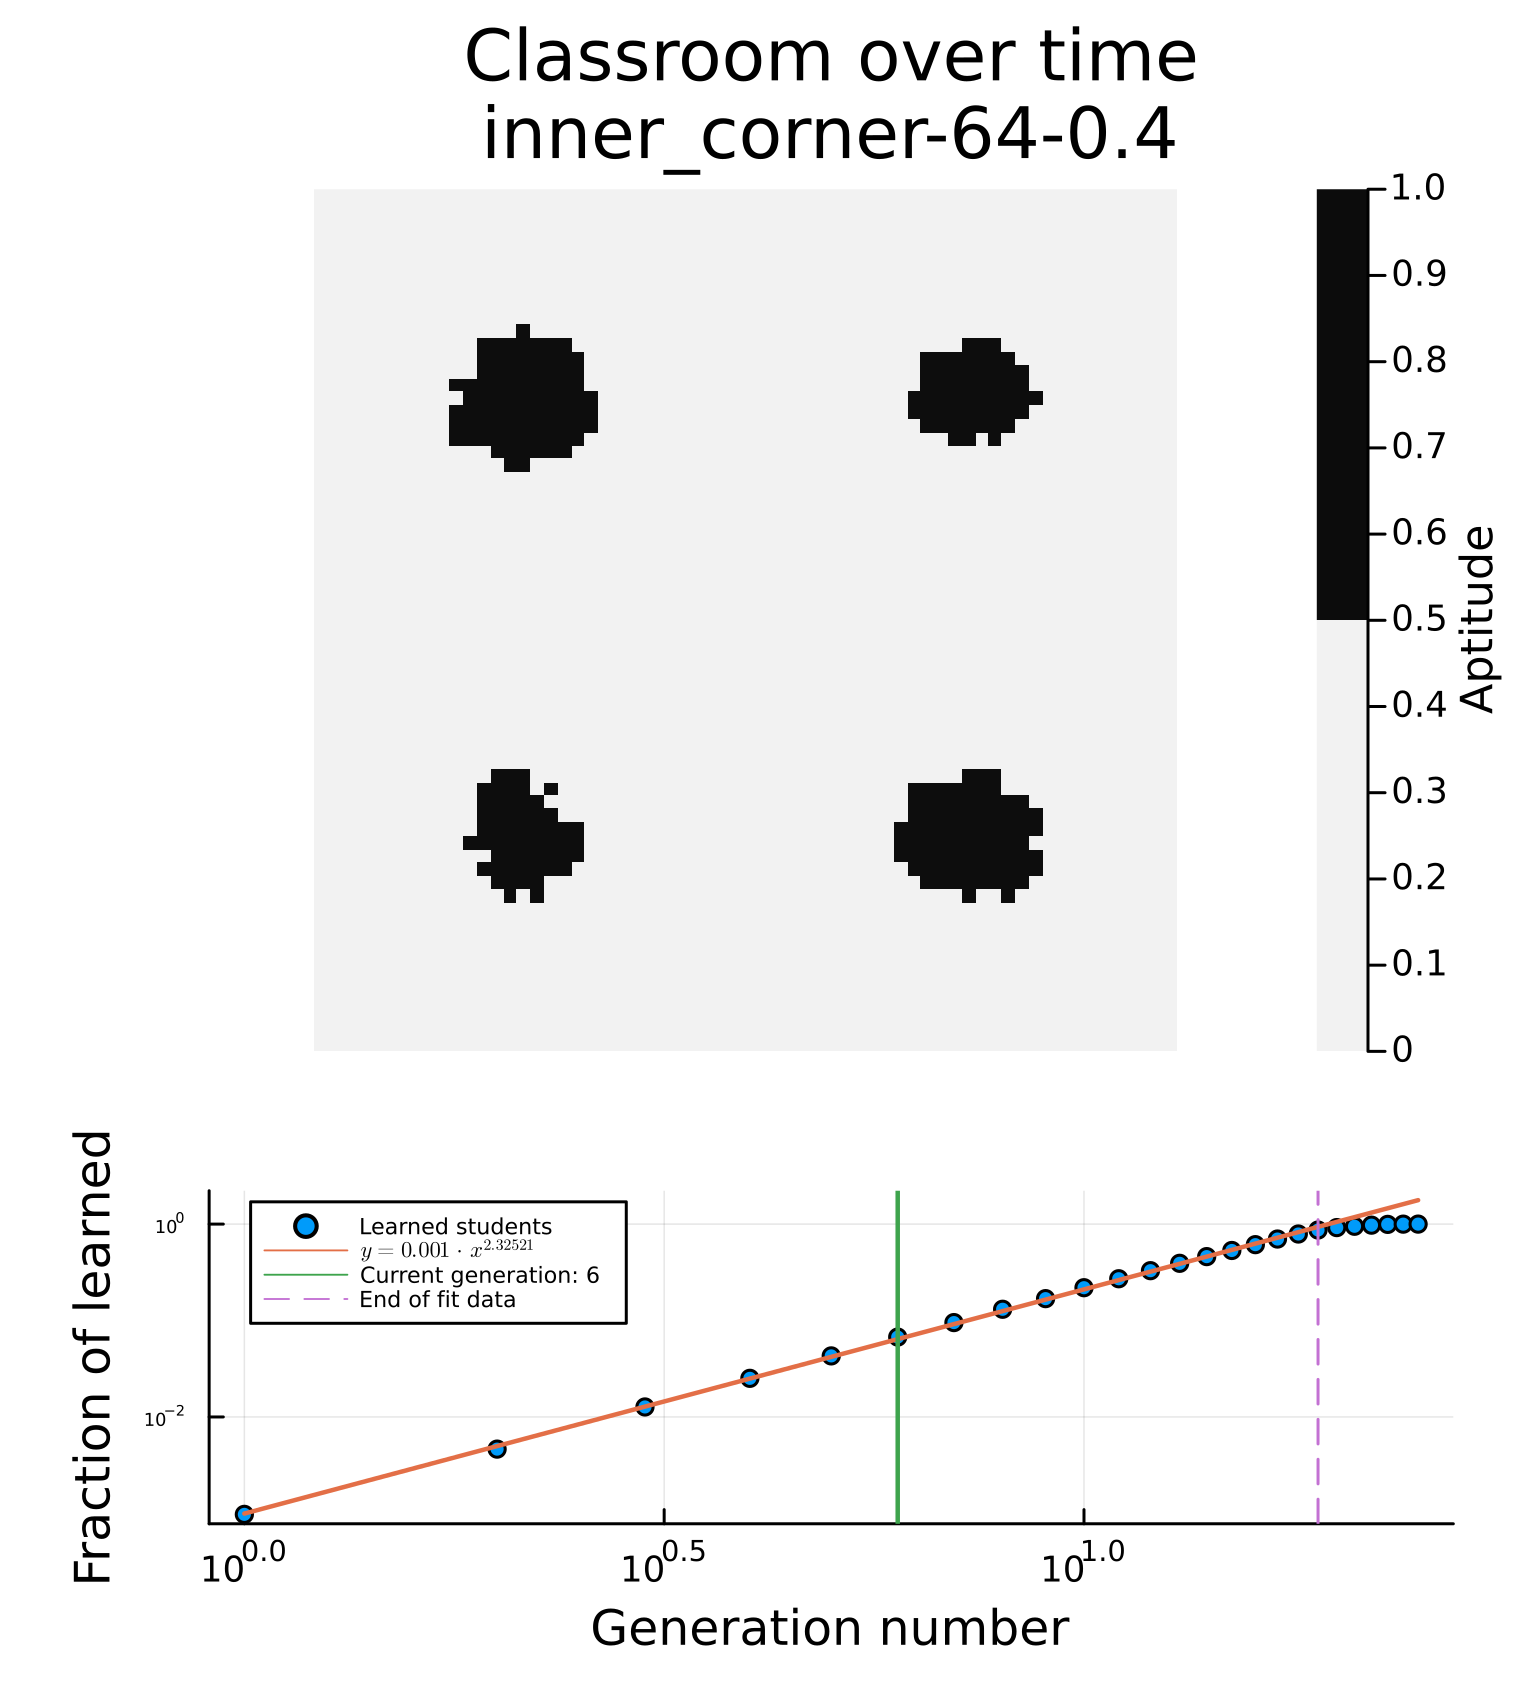 Classroom over time
inner_corner-64-0.4
1.0
0.9
0.8
0.7
0.6
0.5
0.4
0.3
0.2
0.1
0
Aptitude
Fraction of learned
10^0
10^−2
Learned students
y = 0.001 · x^2.32521
Current generation: 6
End of fit data
10^0.0
10^0.5
10^1.0
Generation number